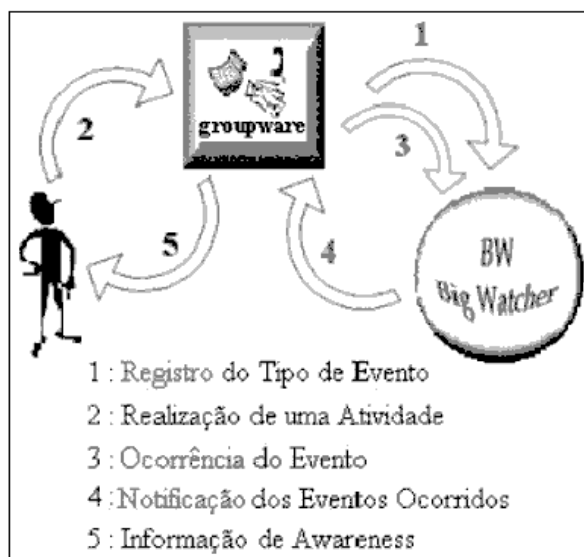 1
2
groupware
3
5
4
BW
Big Watcher
1 : Registro do Tipo de Evento
2 : Realização de uma Atividade
3 : Ocorrência do Evento
4 : Notificação dos Eventos Ocorridos
5 : Informação de Awareness